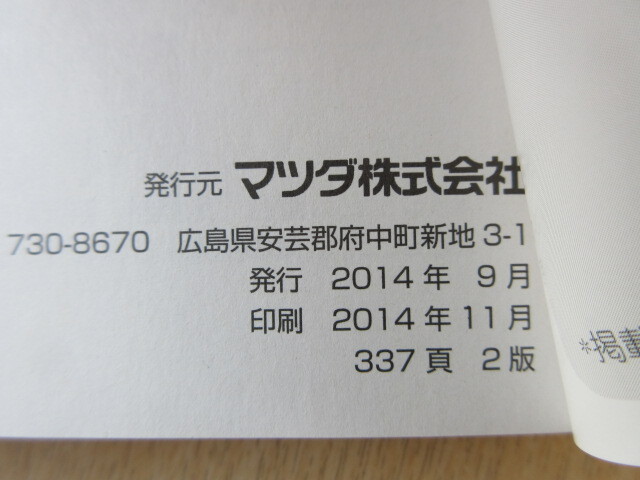 発行元 マツダ株式会社
730-8670 広島県安芸郡府中町新地 3-1
発行 2014 年 9 月
印刷 2014 年 11 月
337 頁 2 版
*掲載